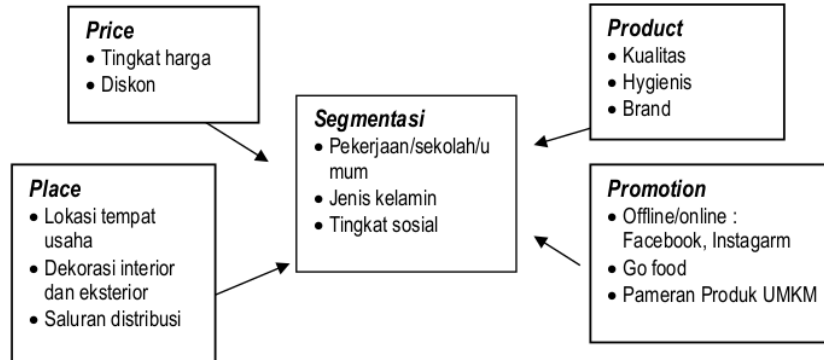 Price
• Tingkat harga
• Diskon
Product
• Kualitas
• Hygienis
• Brand
Segmentasi
• Pekerjaan/sekolah/u
mum
• Jenis kelamin
• Tingkat sosial
Place
• Lokasi tempat
usaha
• Dekorasi interior
dan eksterior
• Saluran distribusi
Promotion
• Offline/online :
Facebook, Instagarm
• Go food
• Pameran Produk UMKM